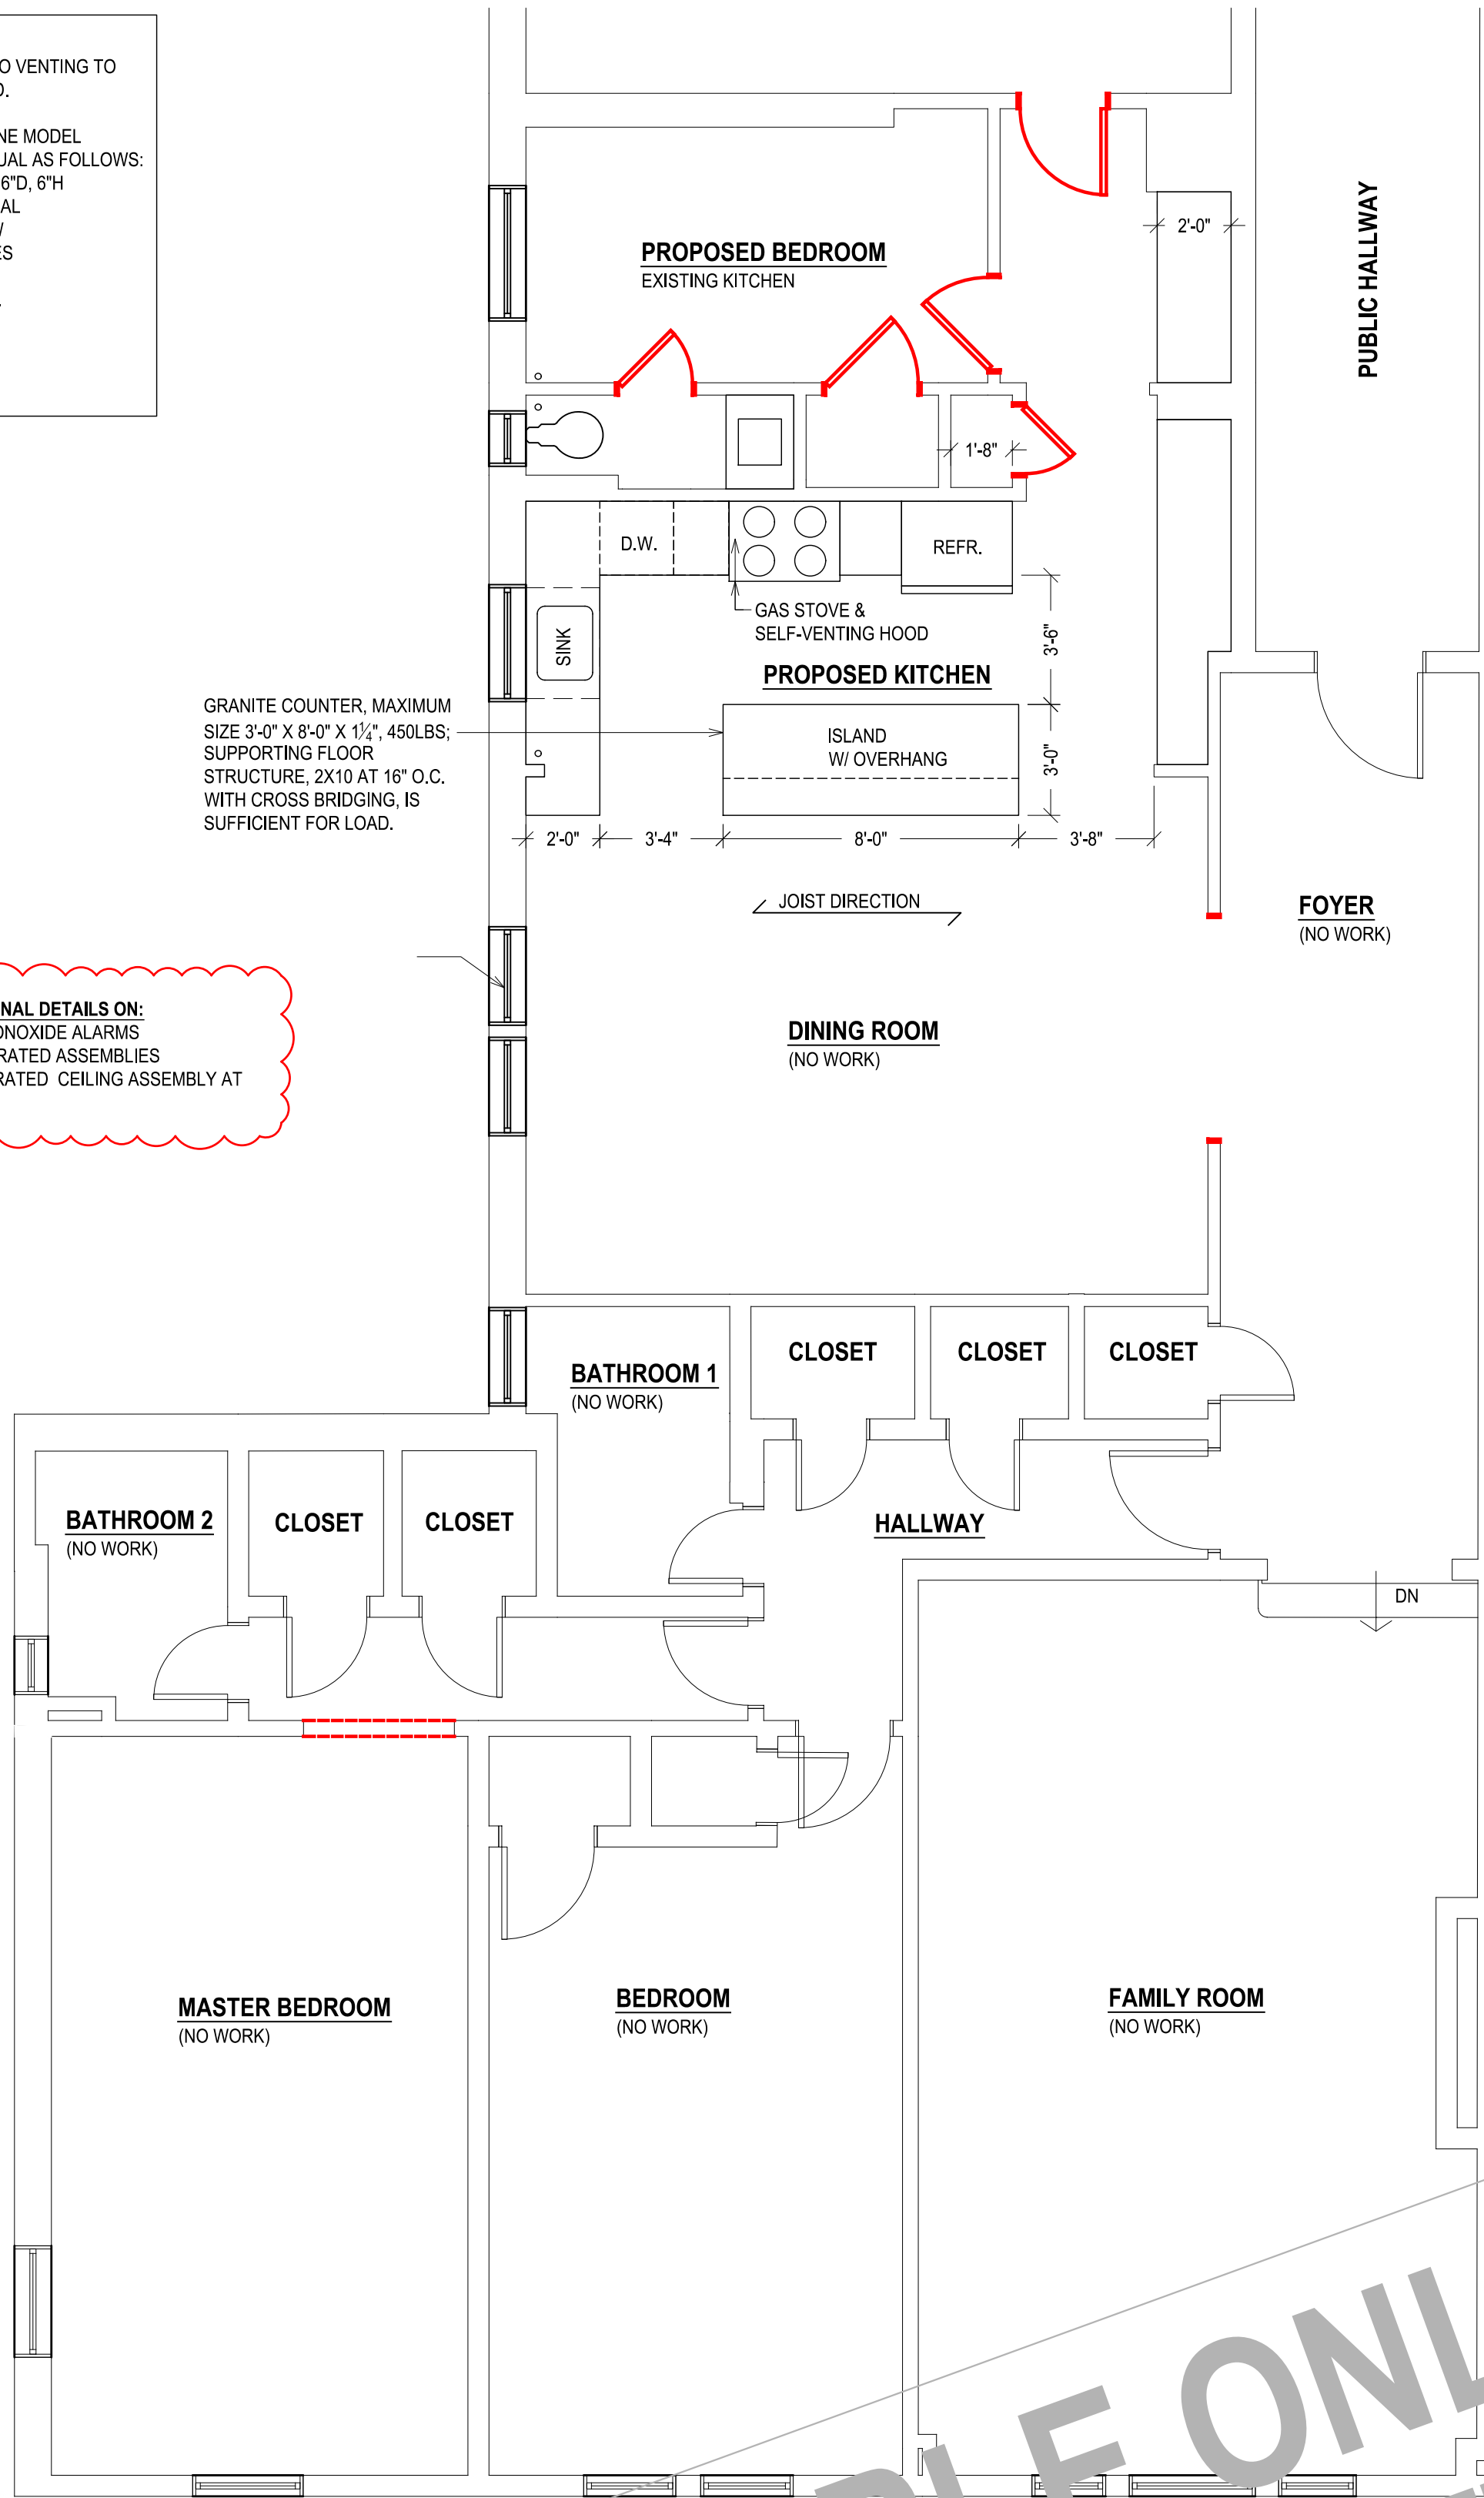 O VENTING TO
D.
NE MODEL
UAL AS FOLLOWS:
6"D, 6"H
AL
ES
PROPOSED BEDROOM
EXISTING KITCHEN
2'-0"
PUBLIC HALLWAY
1'-8"
D.W.
REFR.
GAS STOVE &
SELF-VENTING HOOD
SINK
3'-6"
PROPOSED KITCHEN
GRANITE COUNTER, MAXIMUM
SIZE 3'-0" X 8'-0" X 1¼", 450LBS;
SUPPORTING FLOOR
STRUCTURE, 2X10 AT 16" O.C.
WITH CROSS BRIDGING, IS
SUFFICIENT FOR LOAD.
ISLAND
W/ OVERHANG
3'-0"
2'-0"
3'-4"
8'-0"
3'-8"
JOIST DIRECTION
FOYER
(NO WORK)
NAL DETAILS ON:
ONOXIDE ALARMS
RATED ASSEMBLIES
RATED CEILING ASSEMBLY AT
DINING ROOM
(NO WORK)
BATHROOM 1
(NO WORK)
CLOSET
CLOSET
CLOSET
BATHROOM 2
(NO WORK)
CLOSET
CLOSET
HALLWAY
DN
MASTER BEDROOM
(NO WORK)
BEDROOM
(NO WORK)
FAMILY ROOM
(NO WORK)
PLE ONL